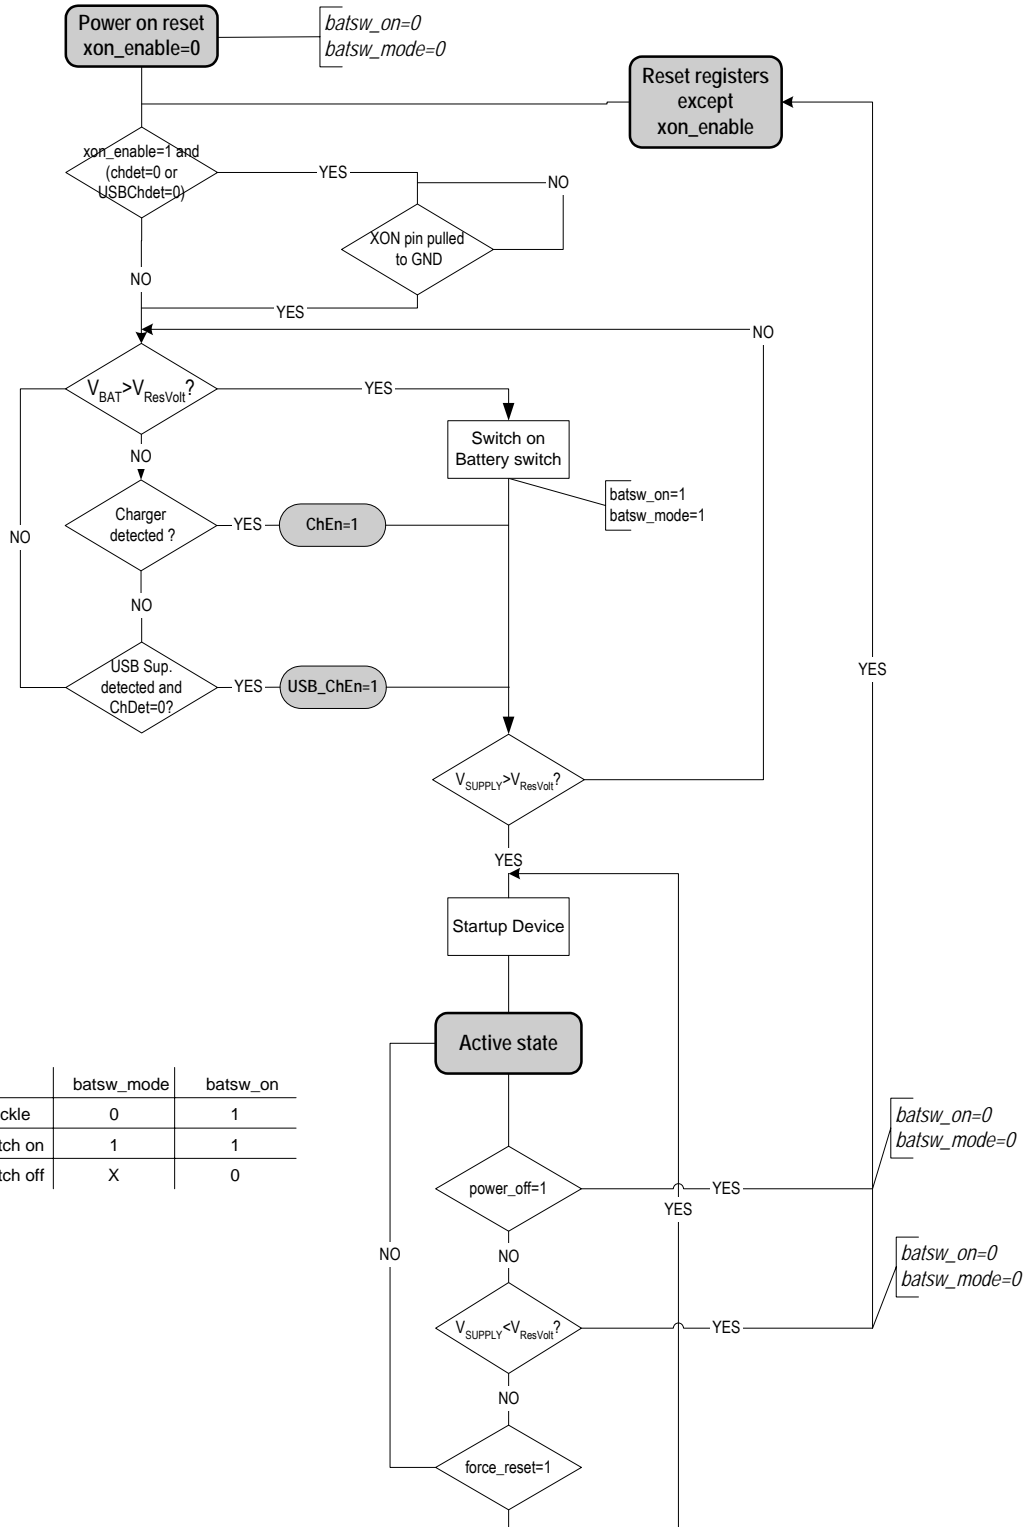 Power on reset
xon_enable=0
batsw_on=0
batsw_mode=0
Reset registers
except
xon_enable
xon_enable=1 and
(chdet=0 or
USBChdet=0)
YES
NO
XON pin pulled
to GND
NO
YES
NO
VBAT>VResVolt?
YES
Switch on
Battery switch
NO
batsw_on=1
batsw_mode=1
Charger
detected ?
YES
ChEn=1
NO
NO
USB Sup.
detected and
ChDet=0?
YES
USB_ChEn=1
YES
VSUPPLY>VResVolt?
YES
Startup Device
Active state
batsw_mode
batsw_on
ckle
0
1
tch on
1
1
tch off
X
0
batsw_on=0
batsw_mode=0
power_off=1
YES
YES
NO
NO
batsw_on=0
batsw_mode=0
VSUPPLY<VResVolt?
YES
NO
force_reset=1